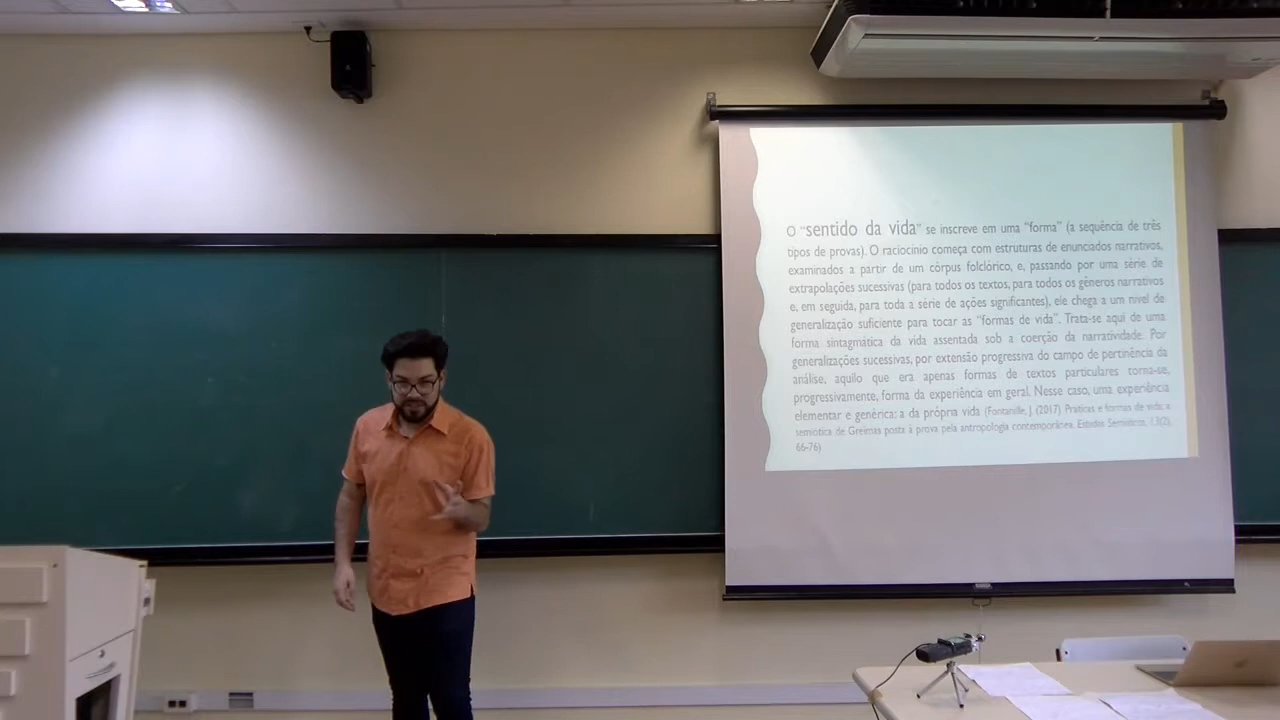 O "sentido da vida" se inscreve em uma "forma" (a sequência de três
tipos de provas). O raciocínio começa com estruturas de enunciados narrativos,
examinados a partir de um córpus folclórico, e, passando por uma série de
extrapolações sucessivas (para todos os textos, para todos os gêneros narrativos
e, em seguida, para toda a série de ações significantes), ele chega a um nível de
generalização suficiente para tocar as "formas de vida". Trata-se aqui de uma
forma sintagmática da vida assentada sob a coerção da narratividade. Por
generalizações sucessivas, por extensão progressiva do campo de pertinência da
análise, aquilo que era apenas formas de textos particulares torna-se,
progressivamente, forma da experiência em geral. Nesse caso, uma experiência
elementar e genérica: a da própria vida (Fontanille, J. (2017). Práticas e formas de vida: a
semiótica de Greimas posta à prova pela antropologia contemporânea. Estudos Semióticos, 13(2),
66-76)